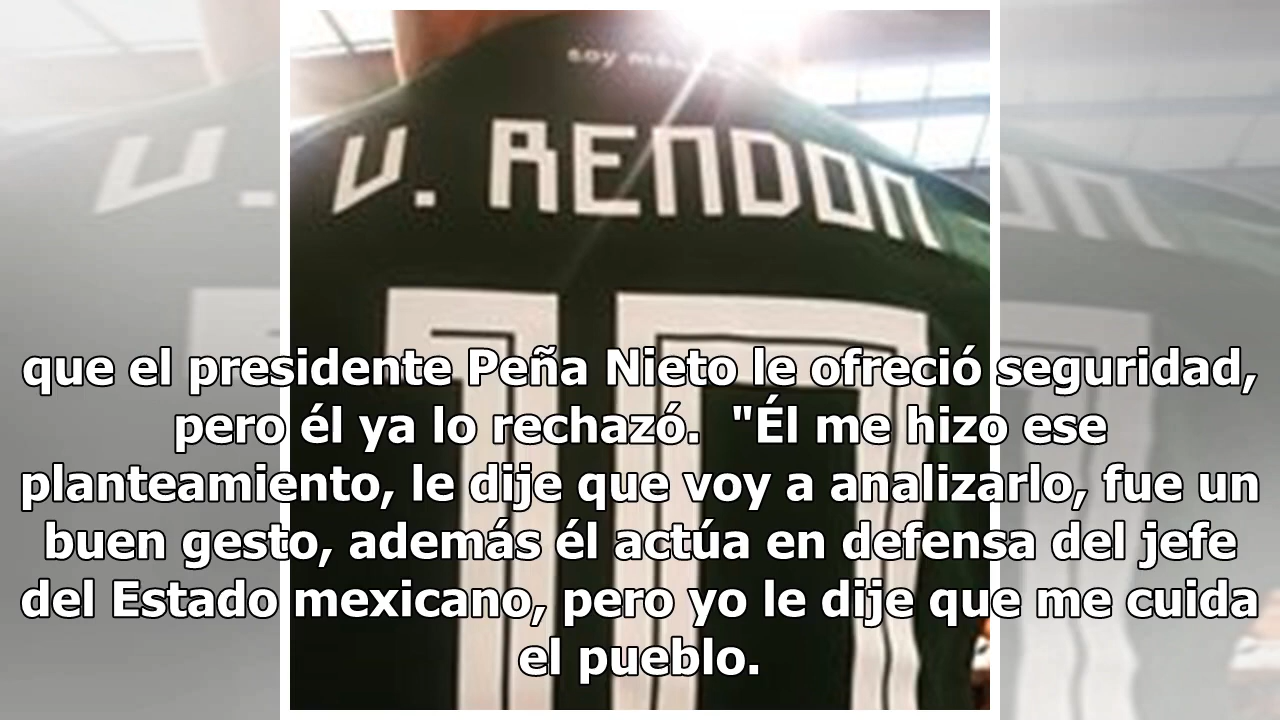 soy
V. RENDON
10
que el presidente Peña Nieto le ofreció seguridad,
pero él ya lo rechazó.  "Él me hizo ese
planteamiento, le dije que voy a analizarlo, fue un
buen gesto, además él actúa en defensa del jefe
del Estado mexicano, pero yo le dije que me cuida
el pueblo.